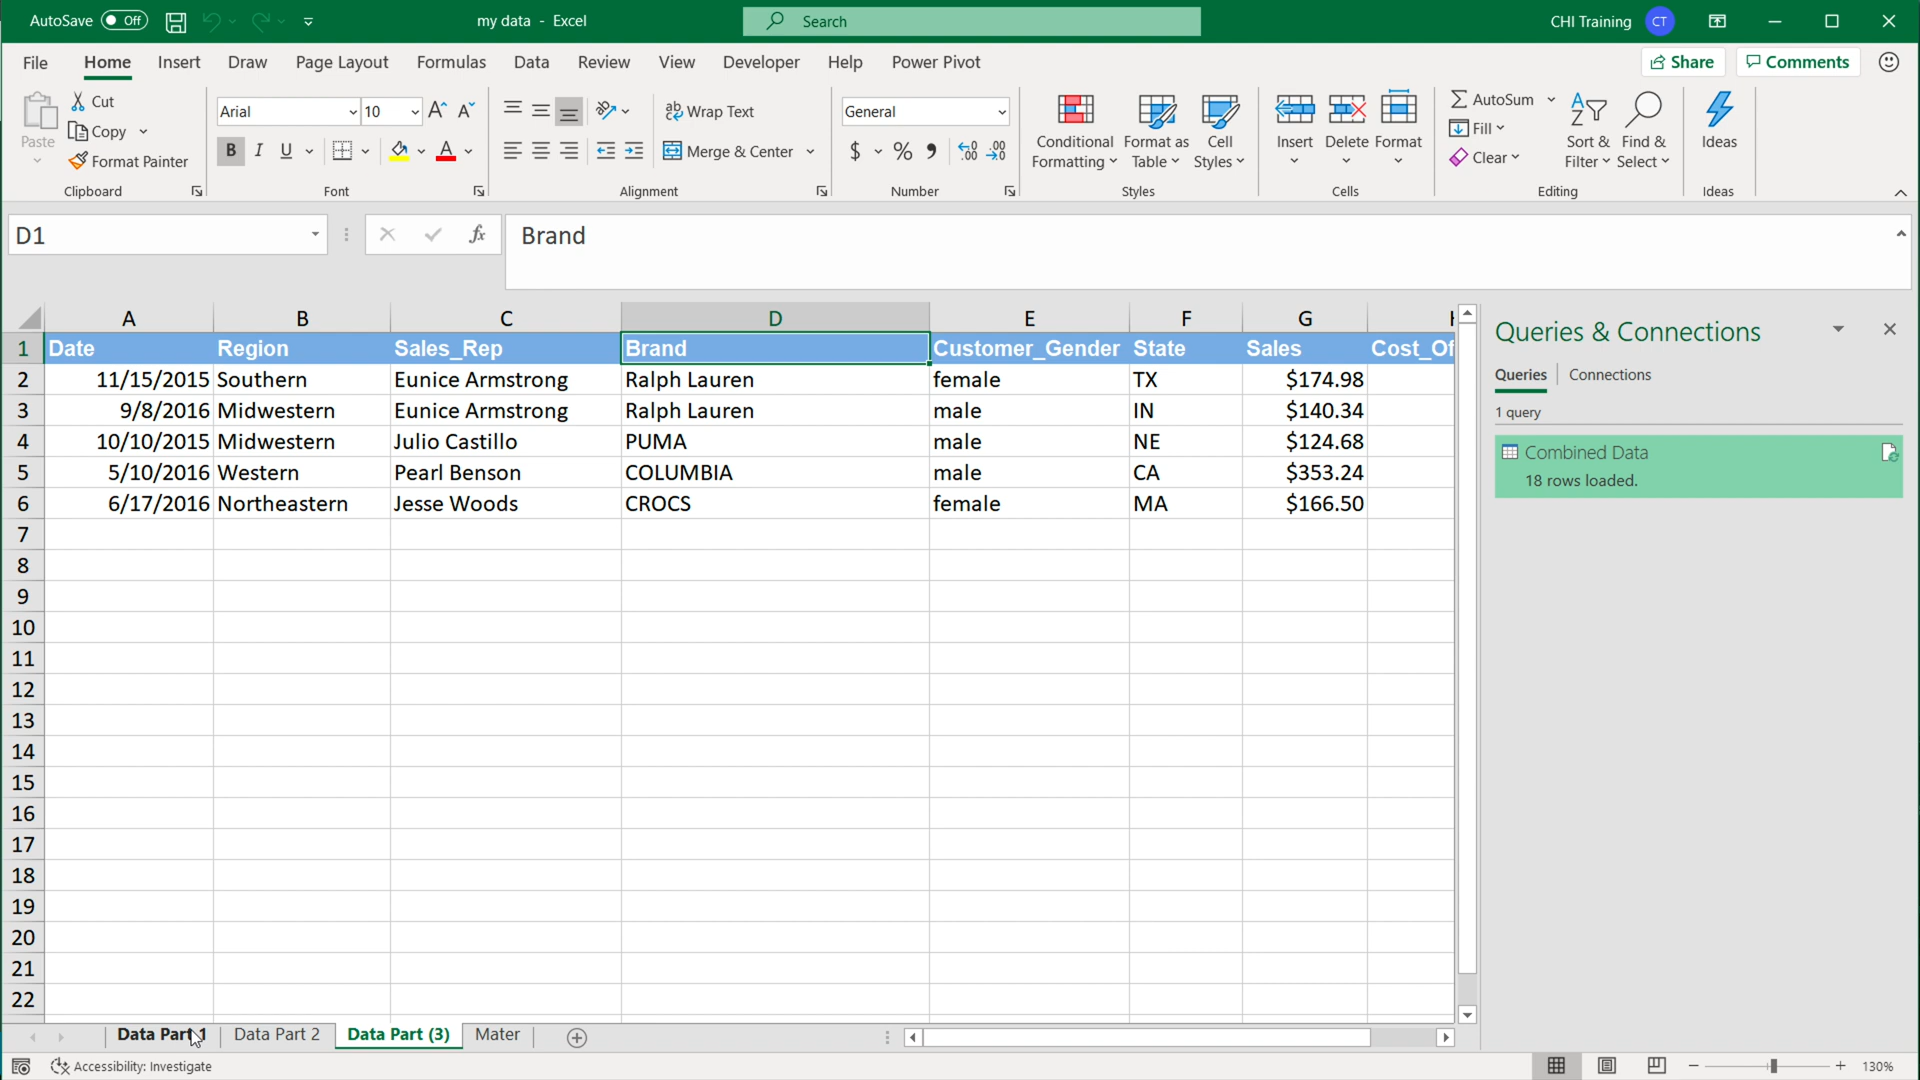 AutoSave Off my data - Excel Search CHI Training CT
File Home Insert Draw Page Layout Formulas Data Review View Developer Help Power Pivot Share Comments
Paste Cut Copy Format Painter Clipboard
Arial 10 B I U A Font
Wrap Text Merge & Center Alignment
General $ % Number
Conditional Formatting Format as Table Cell Styles Styles
Insert Delete Format Cells
AutoSum Fill Clear Sort & Filter Find & Select Editing
Ideas Ideas
D1 fx Brand
A B C D E F G
1 Date Region Sales_Rep Brand Customer_Gender State Sales Cost_Of
2 11/15/2015 Southern Eunice Armstrong Ralph Lauren female TX $174.98
3 9/8/2016 Midwestern Eunice Armstrong Ralph Lauren male IN $140.34
4 10/10/2015 Midwestern Julio Castillo PUMA male NE $124.68
5 5/10/2016 Western Pearl Benson COLUMBIA male CA $353.24
6 6/17/2016 Northeastern Jesse Woods CROCS female MA $166.50
7
8
9
10
11
12
13
14
15
16
17
18
19
20
21
22
Queries & Connections
Queries Connections
1 query
Combined Data
18 rows loaded.
Data Part 1 Data Part 2 Data Part (3) Mater
Accessibility: Investigate 130%